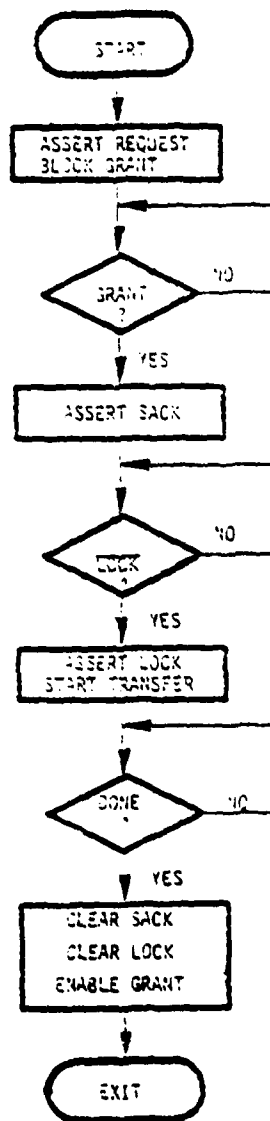 START
ASSERT REQUEST
BLOCK GRANT
GRANT
?
NO
YES
ASSERT SACK
L̅O̅C̅K̅
?
NO
YES
ASSERT LOCK
START TRANSFER
DONE
?
NO
YES
CLEAR SACK
CLEAR LOCK
ENABLE GRANT
EXIT